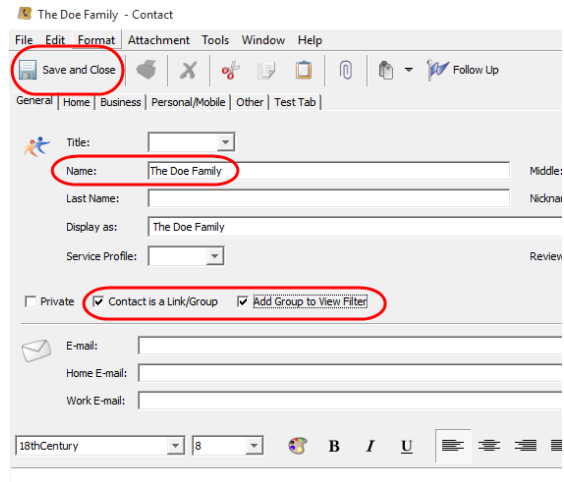 The Doe Family - Contact
File Edit Format Attachment Tools Window Help
Save and Close Follow Up
General Home Business Personal/Mobile Other Test Tab
Title:
Name: The Doe Family Middle:
Last Name: Nicknar
Display as: The Doe Family
Service Profile: Review
Private Contact is a Link/Group Add Group to View Filter
E-mail:
Home E-mail:
Work E-mail:
18thCentury 8 B I U